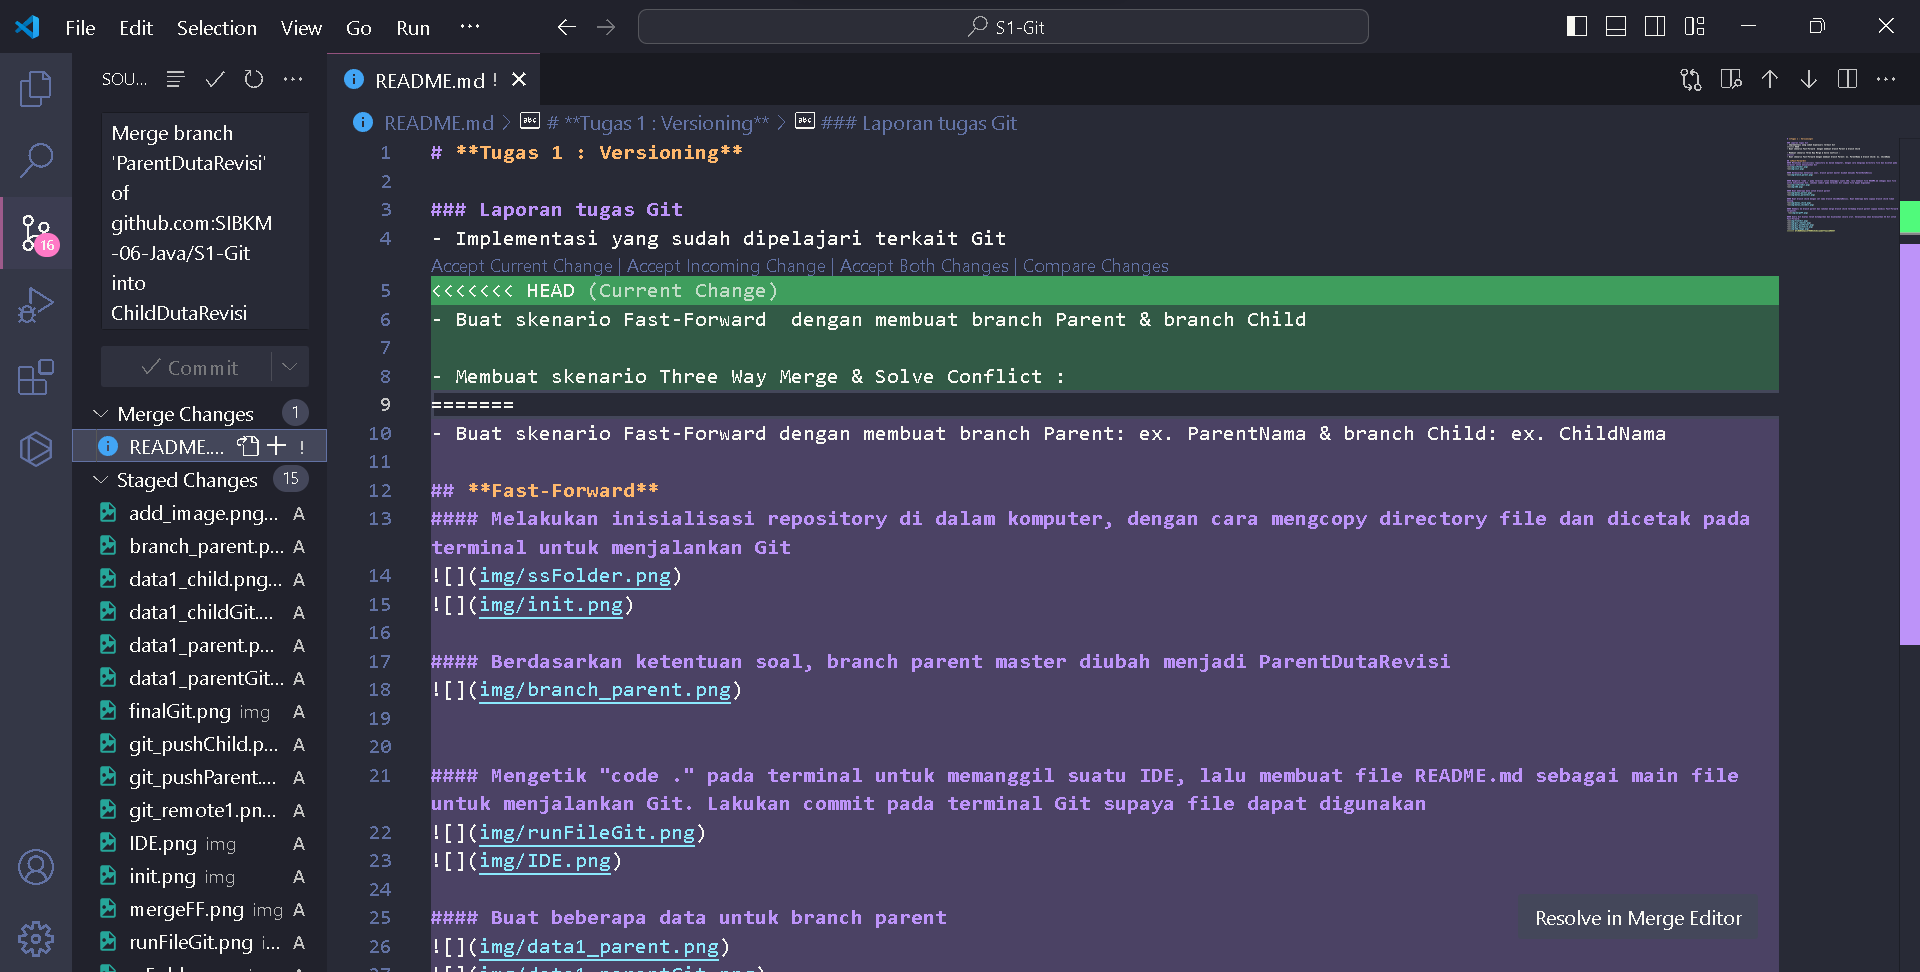 File Edit Selection View Go Run ···
S1-Git
SOU...
README.md !
README.md > # **Tugas 1 : Versioning** > ### Laporan tugas Git
Merge branch
'ParentDutaRevisi'
of
github.com:SIBKM
-06-Java/S1-Git
into
ChildDutaRevisi
Commit
Merge Changes 1
README.... !
Staged Changes 15
add_image.png... A
branch_parent.p... A
data1_child.png... A
data1_childGit.... A
data1_parent.p... A
data1_parentGit... A
finalGit.png img A
git_pushChild.p... A
git_pushParent.... A
git_remote1.pn... A
IDE.png img A
init.png img A
mergeFF.png img A
runFileGit.png i... A
16
1 # **Tugas 1 : Versioning**
2
3 ### Laporan tugas Git
4 - Implementasi yang sudah dipelajari terkait Git
Accept Current Change | Accept Incoming Change | Accept Both Changes | Compare Changes
5 <<<<<<< HEAD (Current Change)
6 - Buat skenario Fast-Forward  dengan membuat branch Parent & branch Child
7
8 - Membuat skenario Three Way Merge & Solve Conflict :
9 =======
10 - Buat skenario Fast-Forward dengan membuat branch Parent: ex. ParentNama & branch Child: ex. ChildNama
11
12 ## **Fast-Forward**
13 #### Melakukan inisialisasi repository di dalam komputer, dengan cara mengcopy directory file dan dicetak pada
terminal untuk menjalankan Git
14 ![](img/ssFolder.png)
15 ![](img/init.png)
16
17 #### Berdasarkan ketentuan soal, branch parent master diubah menjadi ParentDutaRevisi
18 ![](img/branch_parent.png)
19
20
21 #### Mengetik "code ." pada terminal untuk memanggil suatu IDE, lalu membuat file README.md sebagai main file
untuk menjalankan Git. Lakukan commit pada terminal Git supaya file dapat digunakan
22 ![](img/runFileGit.png)
23 ![](img/IDE.png)
24
25 #### Buat beberapa data untuk branch parent
26 ![](img/data1_parent.png)
Resolve in Merge Editor